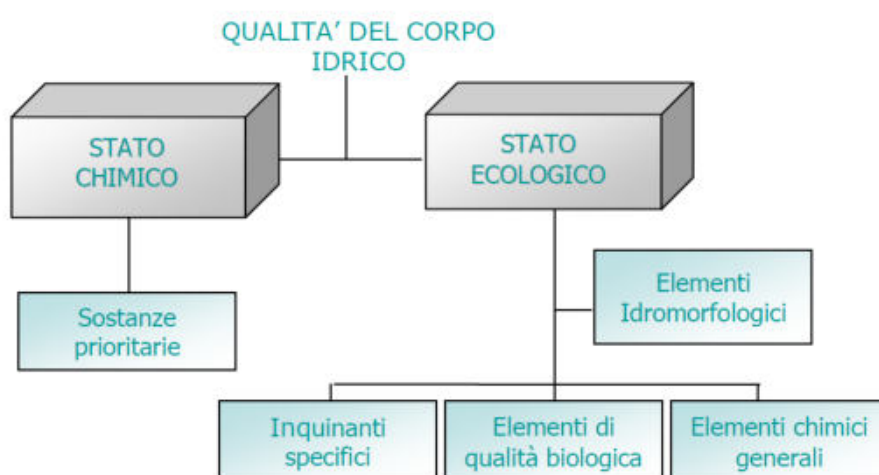 QUALITA' DEL CORPO
IDRICO
STATO
CHIMICO
STATO
ECOLOGICO
Elementi
Idromorfologici
Sostanze
prioritarie
Inquinanti
specifici
Elementi di
qualità biologica
Elementi chimici
generali